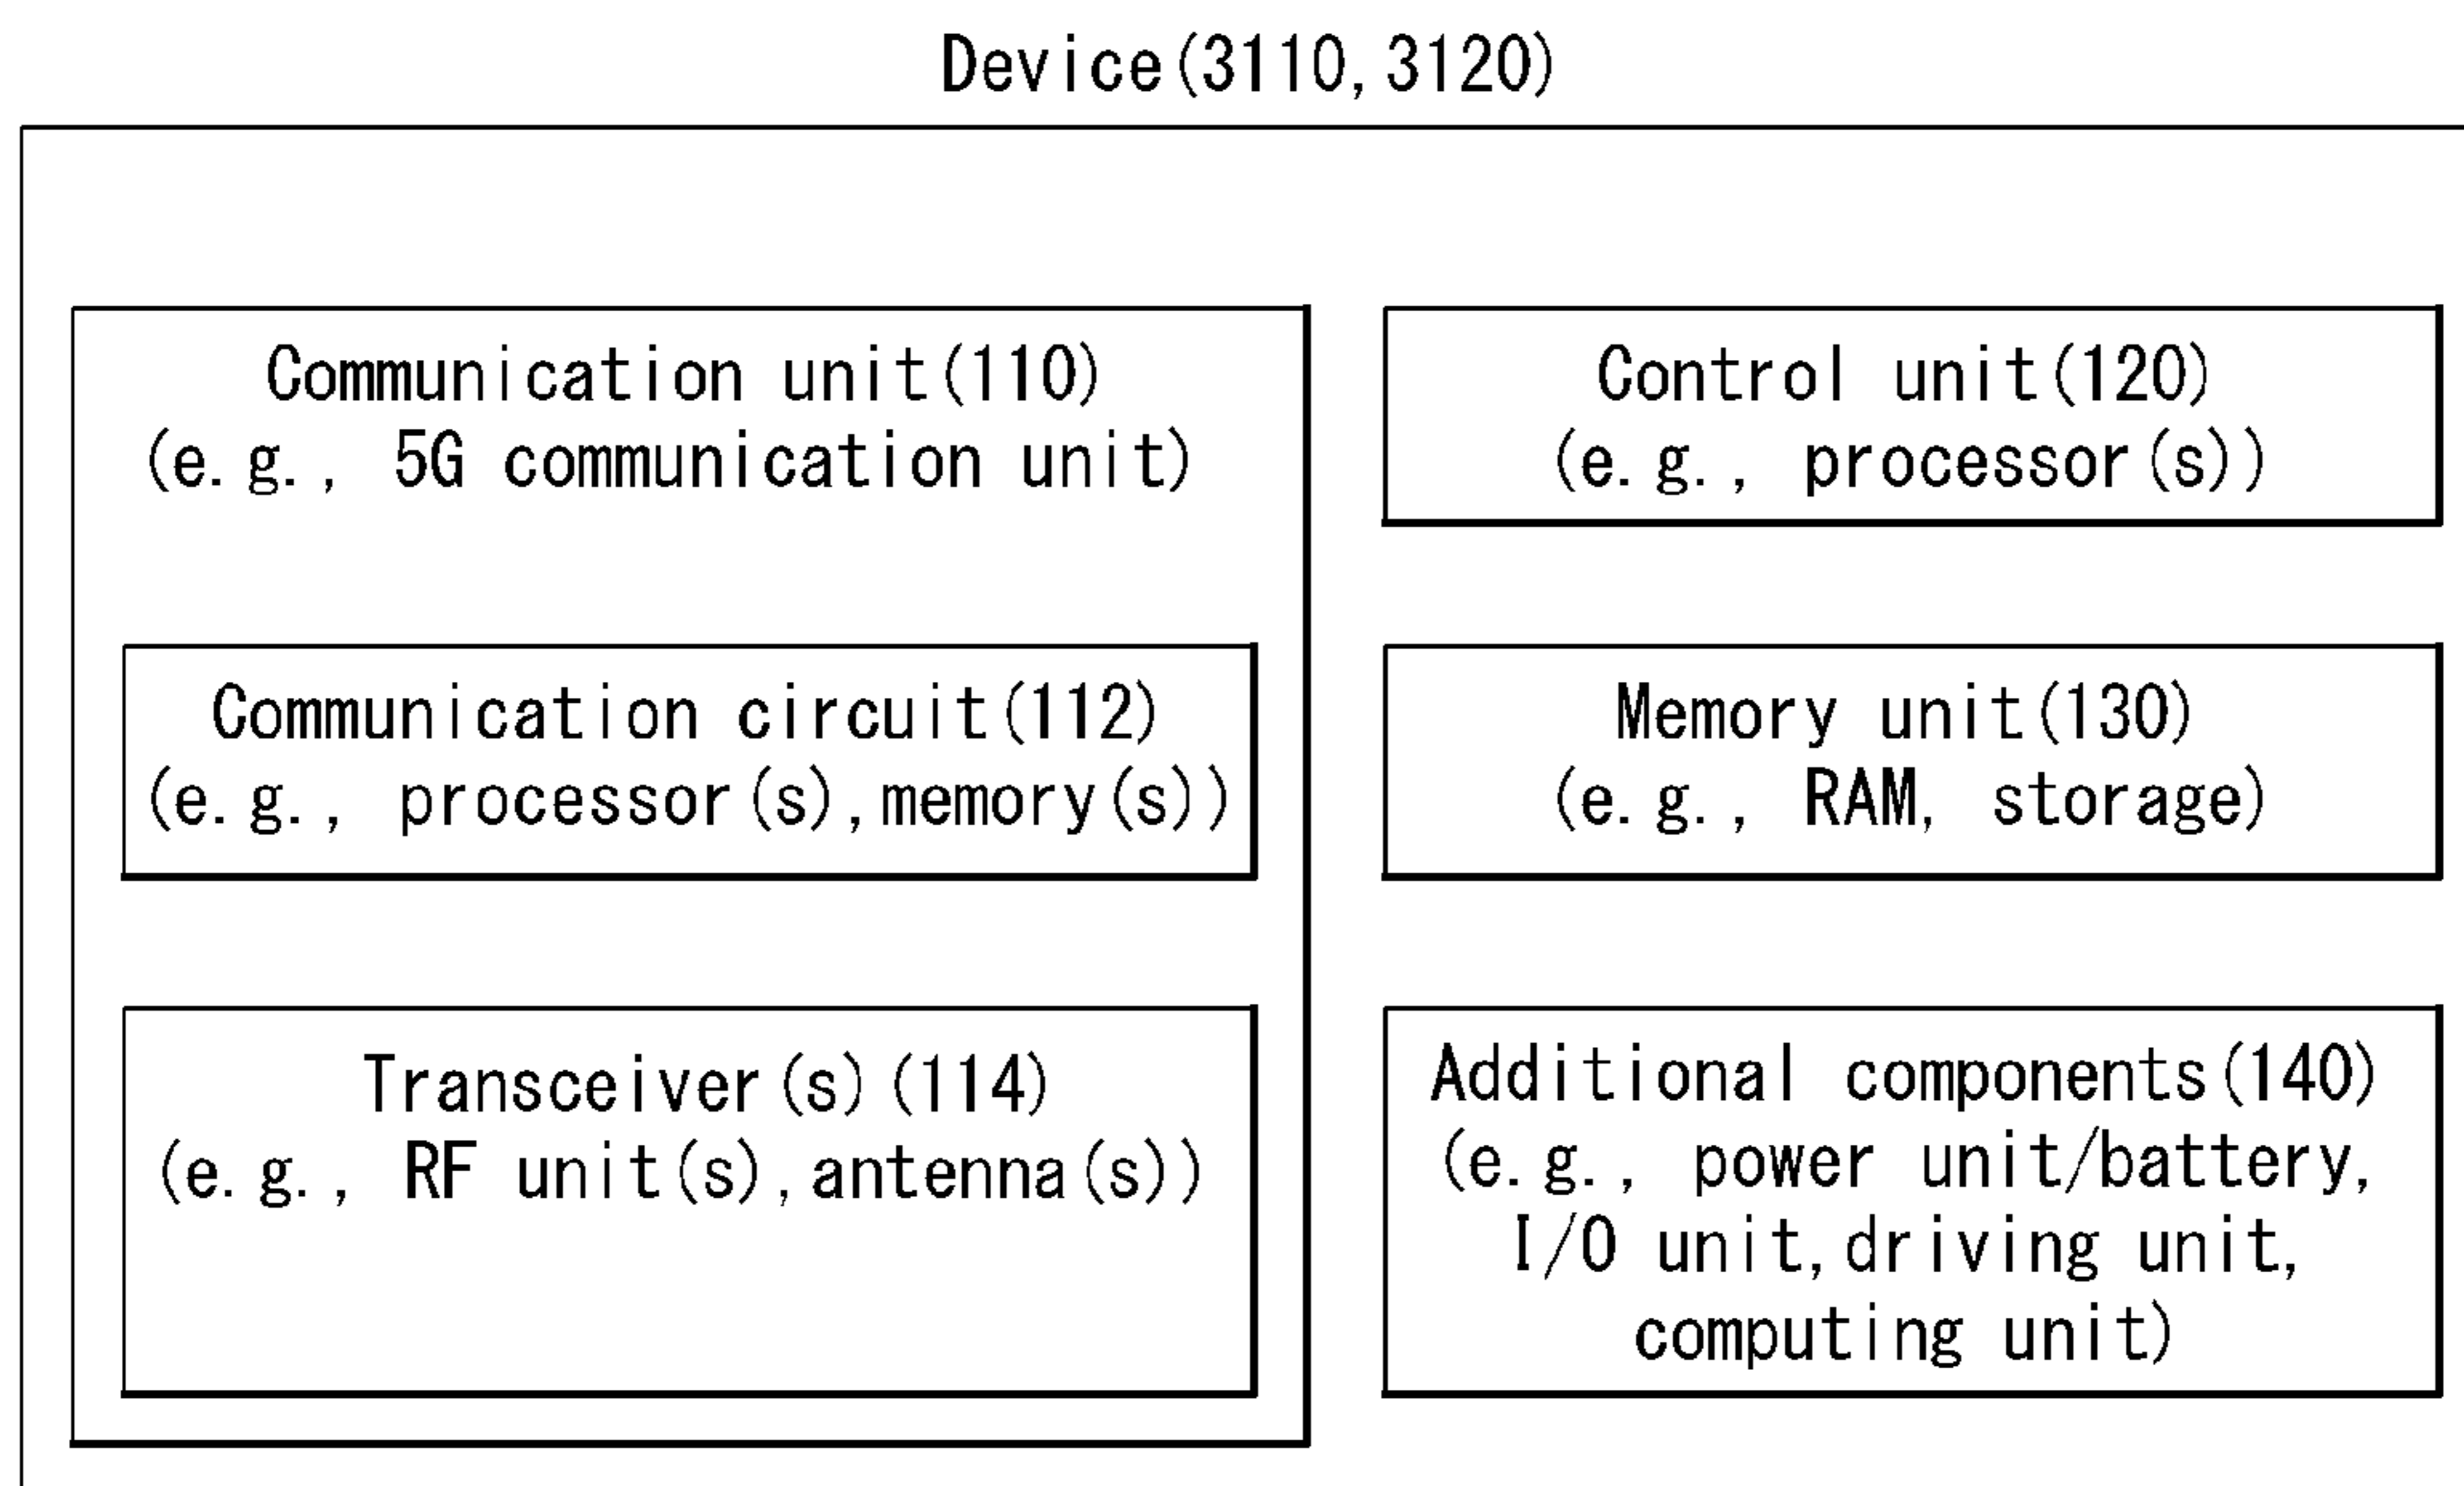 Device(3110,3120)
Communication unit(110)
(e.g., 5G communication unit)
Communication circuit(112)
(e.g., processor(s),memory(s))
Transceiver(s)(114)
(e.g., RF unit(s),antenna(s))
Control unit(120)
(e.g., processor(s))
Memory unit(130)
(e.g., RAM, storage)
Additional components(140)
(e.g., power unit/battery,
I/O unit,driving unit,
computing unit)